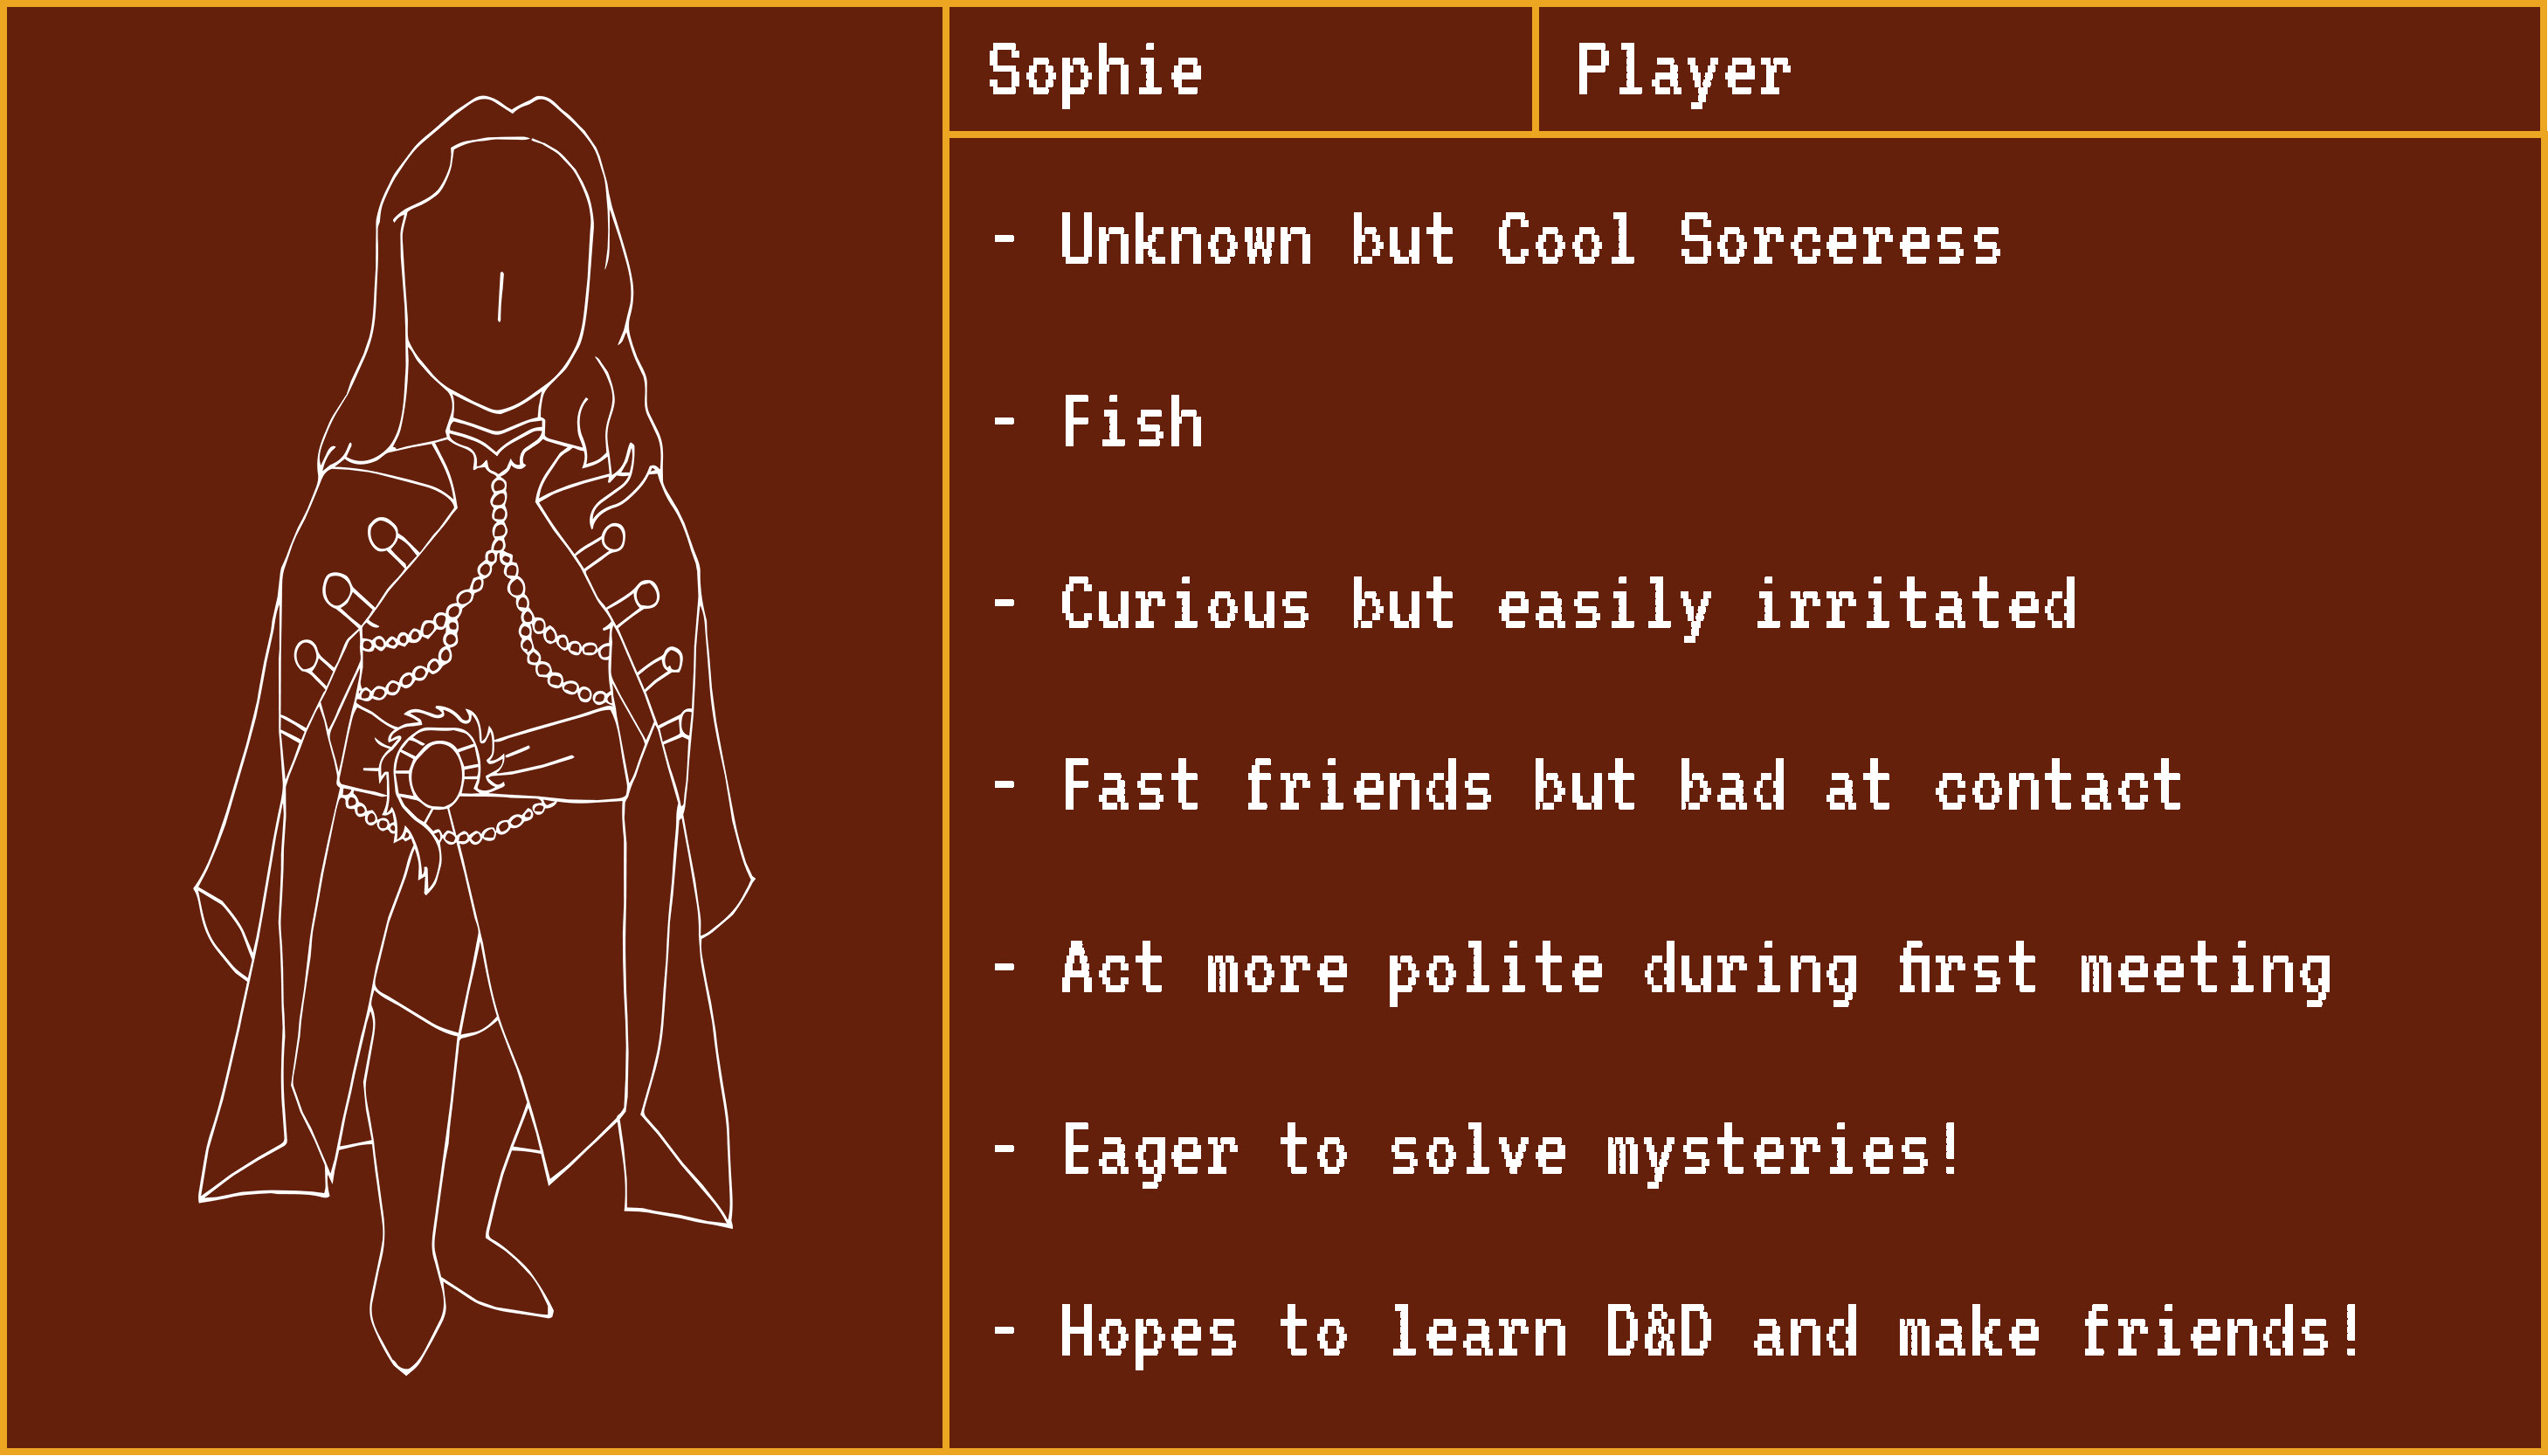 Sophie
Player
- Unknown but Cool Sorceress
- Fish
- Curious but easily irritated
- Fast friends but bad at contact
- Act more polite during first meeting
- Eager to solve mysteries!
- Hopes to learn D&D and make friends!